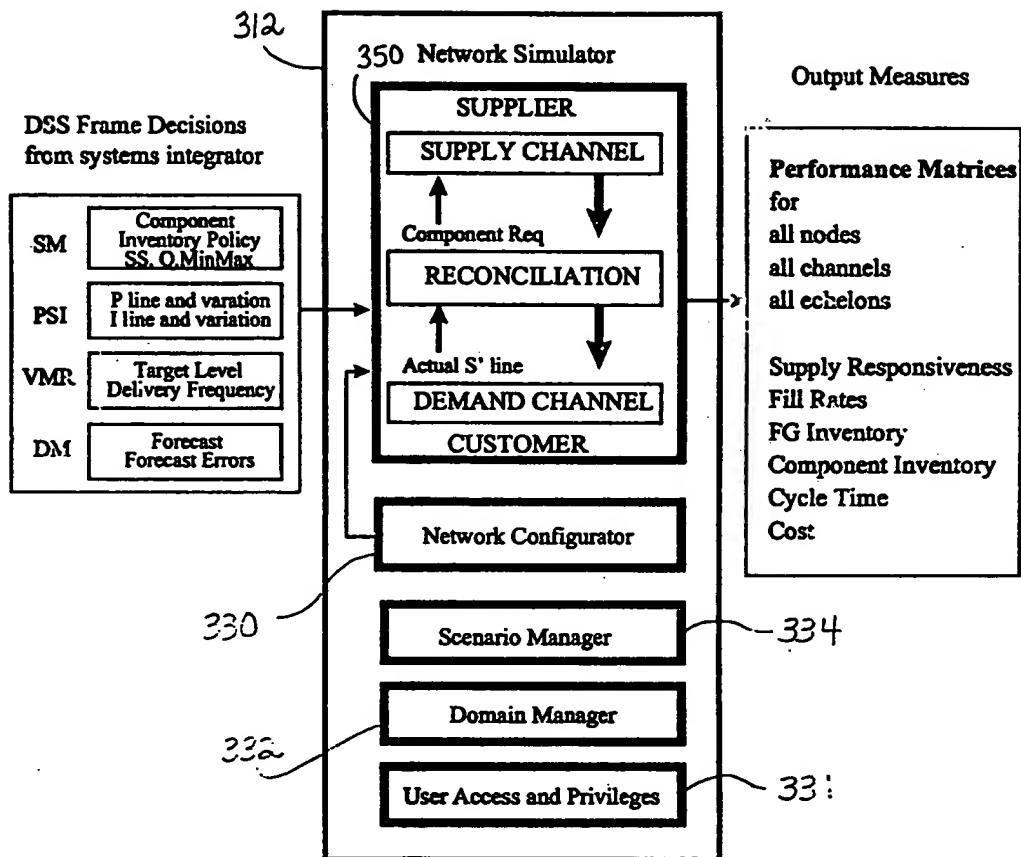 312
350
Network Simulator
Output Measures
DSS Frame Decisions
from systems integrator
SM
Component
Inventory Policy
SS, Q.MinMax
PSI
P line and varation
I line and variation
VMR
Target Level
Delivery Frequency
DM
Forecast
Forecast Errors
SUPPLIER
SUPPLY CHANNEL
Component Req
RECONCILIATION
Actual S' line
DEMAND CHANNEL
CUSTOMER
Performance Matrices
for
all nodes
all channels
all echelons
Supply Responsiveness
Fill Rates
FG Inventory
Component Inventory
Cycle Time
Cost
Network Configurator
330
Scenario Manager
334
Domain Manager
332
User Access and Privileges